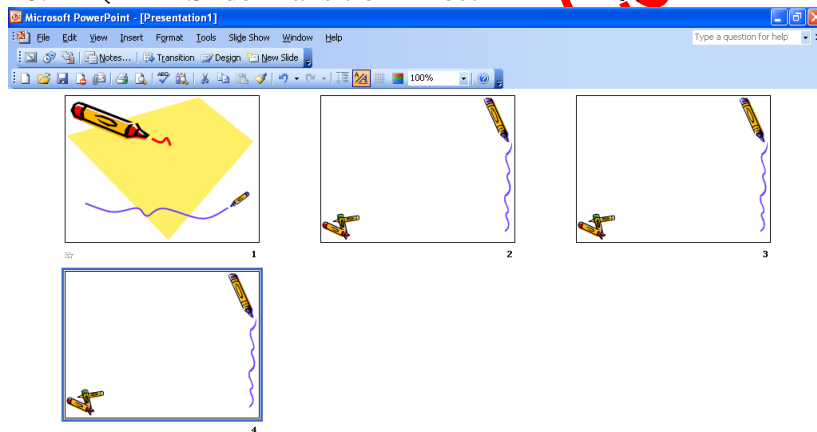 Microsoft PowerPoint - [Presentation1]
File Edit View Insert Format Tools Slide Show Window Help Type a question for help
Notes... Transition Design New Slide
100%
1 2 3
4